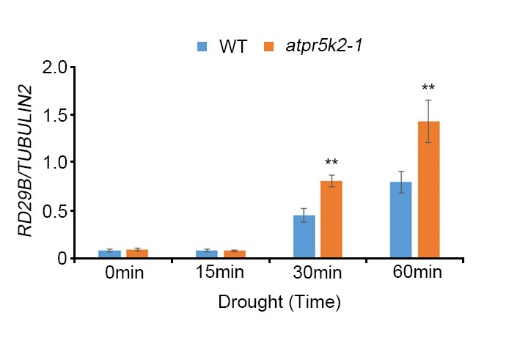 WT atpr5k2-1
RD29B/TUBULIN2
2.0
1.5
1.0
0.5
0
**
**
0min 15min 30min 60min
Drought (Time)